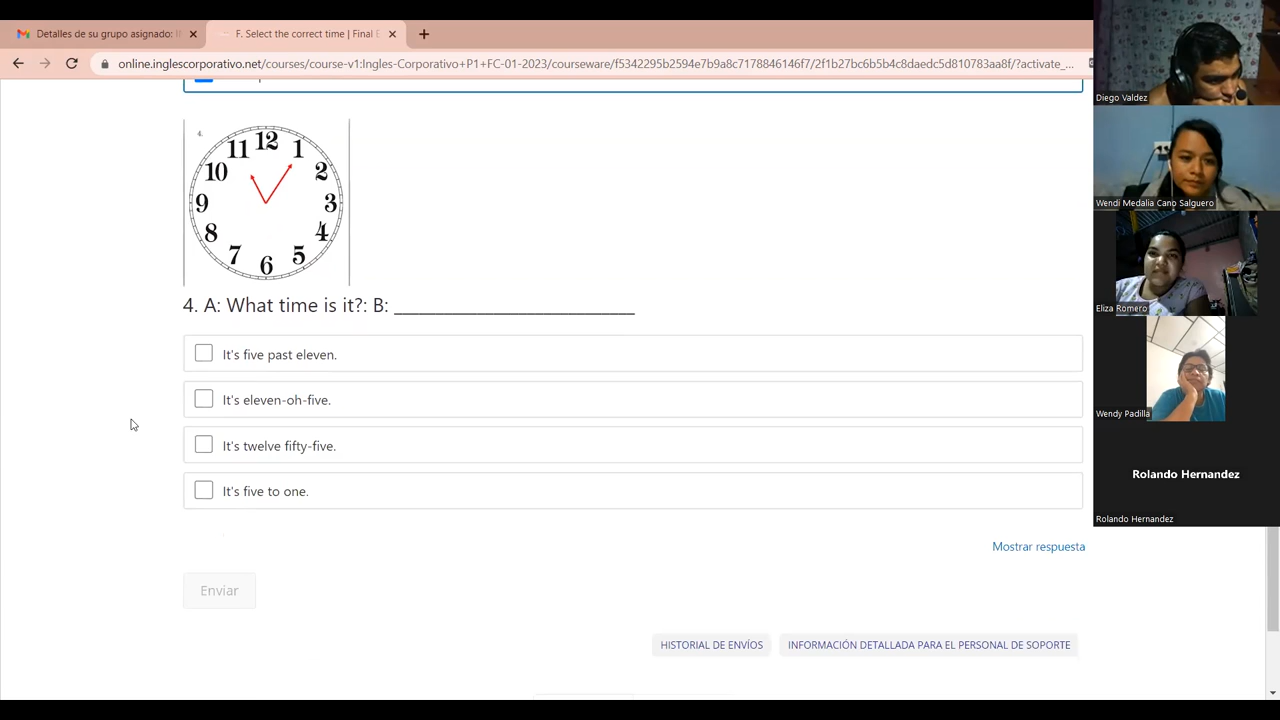 Detalles de su grupo asignado: I
F. Select the correct time | Final E
online.inglescorporativo.net/courses/course-v1:Ingles-Corporativo+P1+FC-01-2023/courseware/f5342295b2594e7b9a8c7178846146f7/2f1b27bc6b5b4c8daedc5d810783aa8f/?activate_...
4.
12
11 1
10 2
9 3
8 4
7 5
6
4. A: What time is it?: B: ____________________________
It's five past eleven.
It's eleven-oh-five.
It's twelve fifty-five.
It's five to one.
Mostrar respuesta
Enviar
HISTORIAL DE ENVÍOS
INFORMACIÓN DETALLADA PARA EL PERSONAL DE SOPORTE
Diego Valdez
Wendi Medalia Cano Salguero
Eliza Romero
Wendy Padilla
Rolando Hernandez
Rolando Hernandez